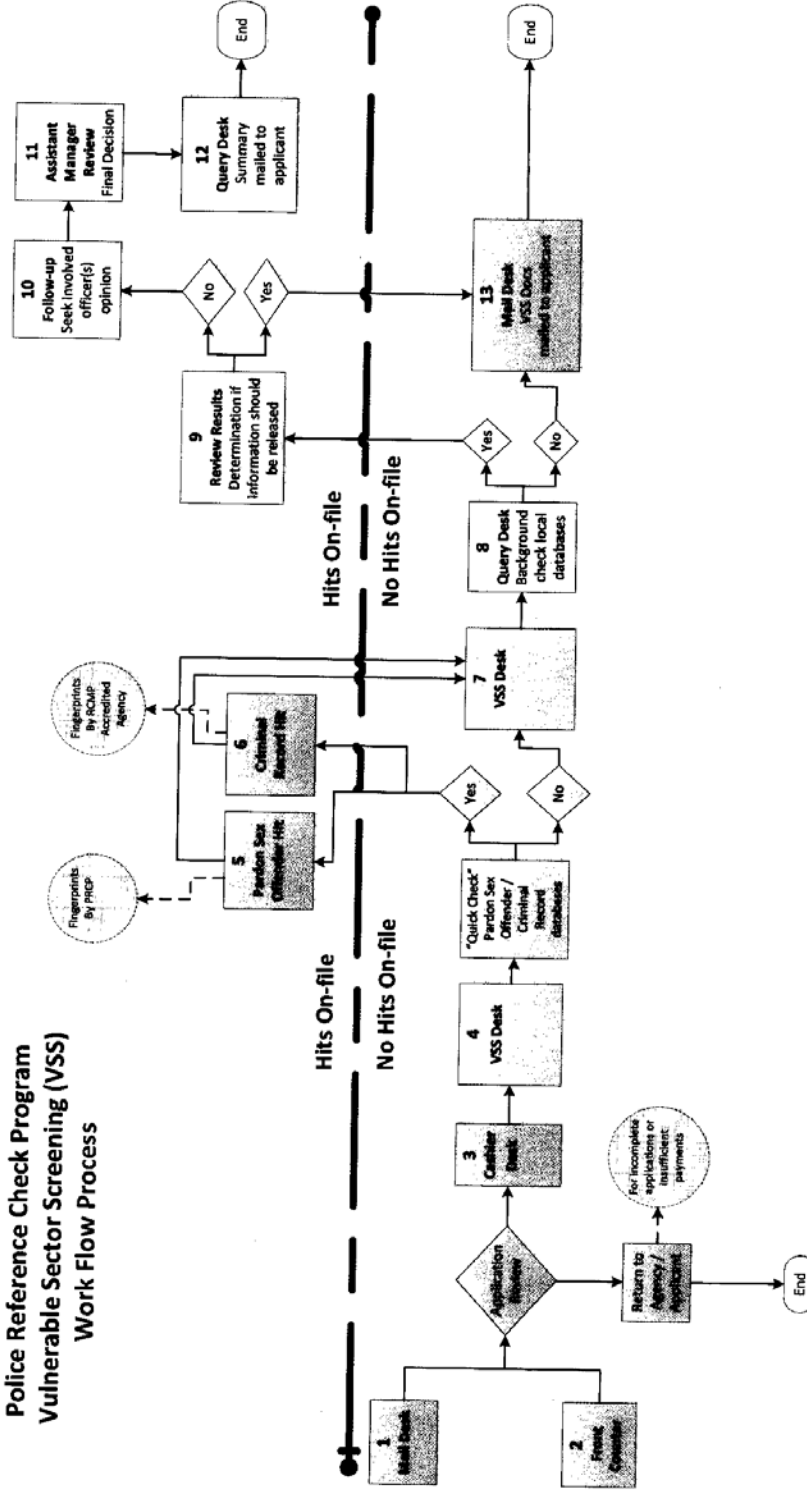 Police Reference Check Program
Vulnerable Sector Screening (VSS)
Work Flow Process
1
Mail Desk
2
Front
Counter
Application
Review
Return to
Agency /
Applicant
For incomplete
applications or
insufficient
payments
End
3
Cashier
Desk
4
VSS Desk
"Quick Check"
Pardon Sex
Offender /
Criminal
Record
databases
Yes
No
Hits On-file
No Hits On-file
5
Pardon Sex
Offender Hit
Fingerprints
By PRCP
6
Criminal
Record Hit
Fingerprints
By RCMP
Accredited
Agency
7
VSS Desk
8
Query Desk
Background
check local
databases
Yes
No
Hits On-file
No Hits On-file
9
Review Results
Determination if
Information should
be released
No
Yes
10
Follow-up
Seek involved
officer(s)
opinion
11
Assistant
Manager
Review
Final Decision
12
Query Desk
Summary
mailed to
applicant
End
13
Mail Desk
VSS Docs
mailed to applicant
End